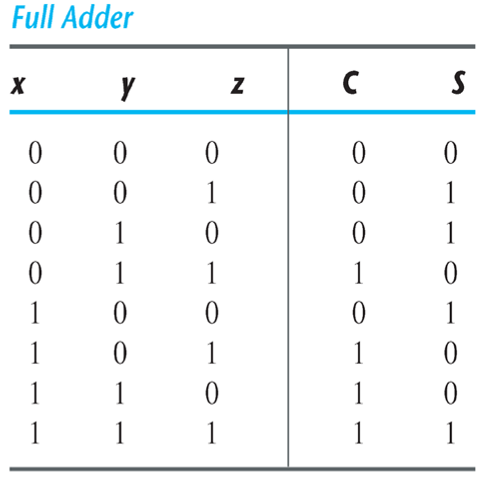 Full Adder
x y z C S
0 0 0 0 0
0 0 1 0 1
0 1 0 0 1
0 1 1 1 0
1 0 0 0 1
1 0 1 1 0
1 1 0 1 0
1 1 1 1 1